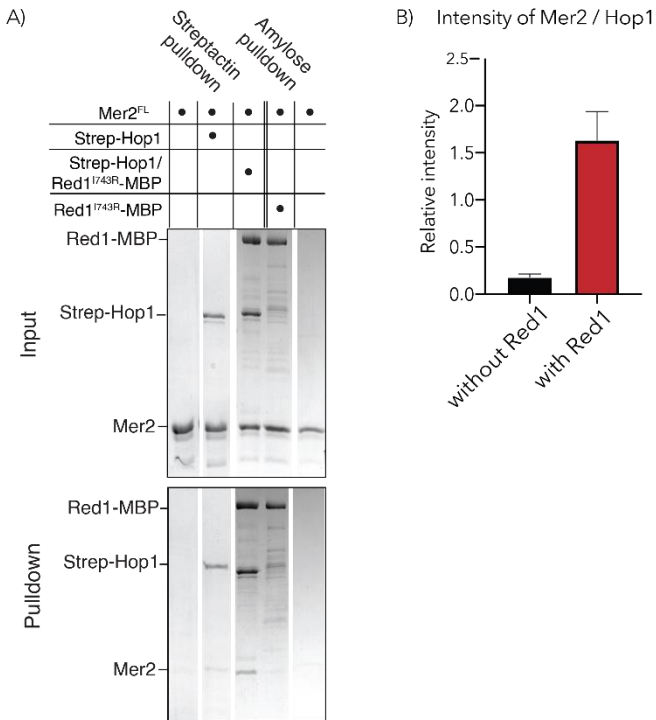 A)
Streptactin
pulldown
Amylose
pulldown
Mer2FL
Strep-Hop1
Strep-Hop1/
Red1I743R-MBP
Red1I743R-MBP
Input
Red1-MBP
Strep-Hop1
Mer2
Pulldown
Red1-MBP
Strep-Hop1
Mer2
B) Intensity of Mer2 / Hop1
Relative intensity
2.5
2.0
1.5
1.0
0.5
0.0
without Red1
with Red1